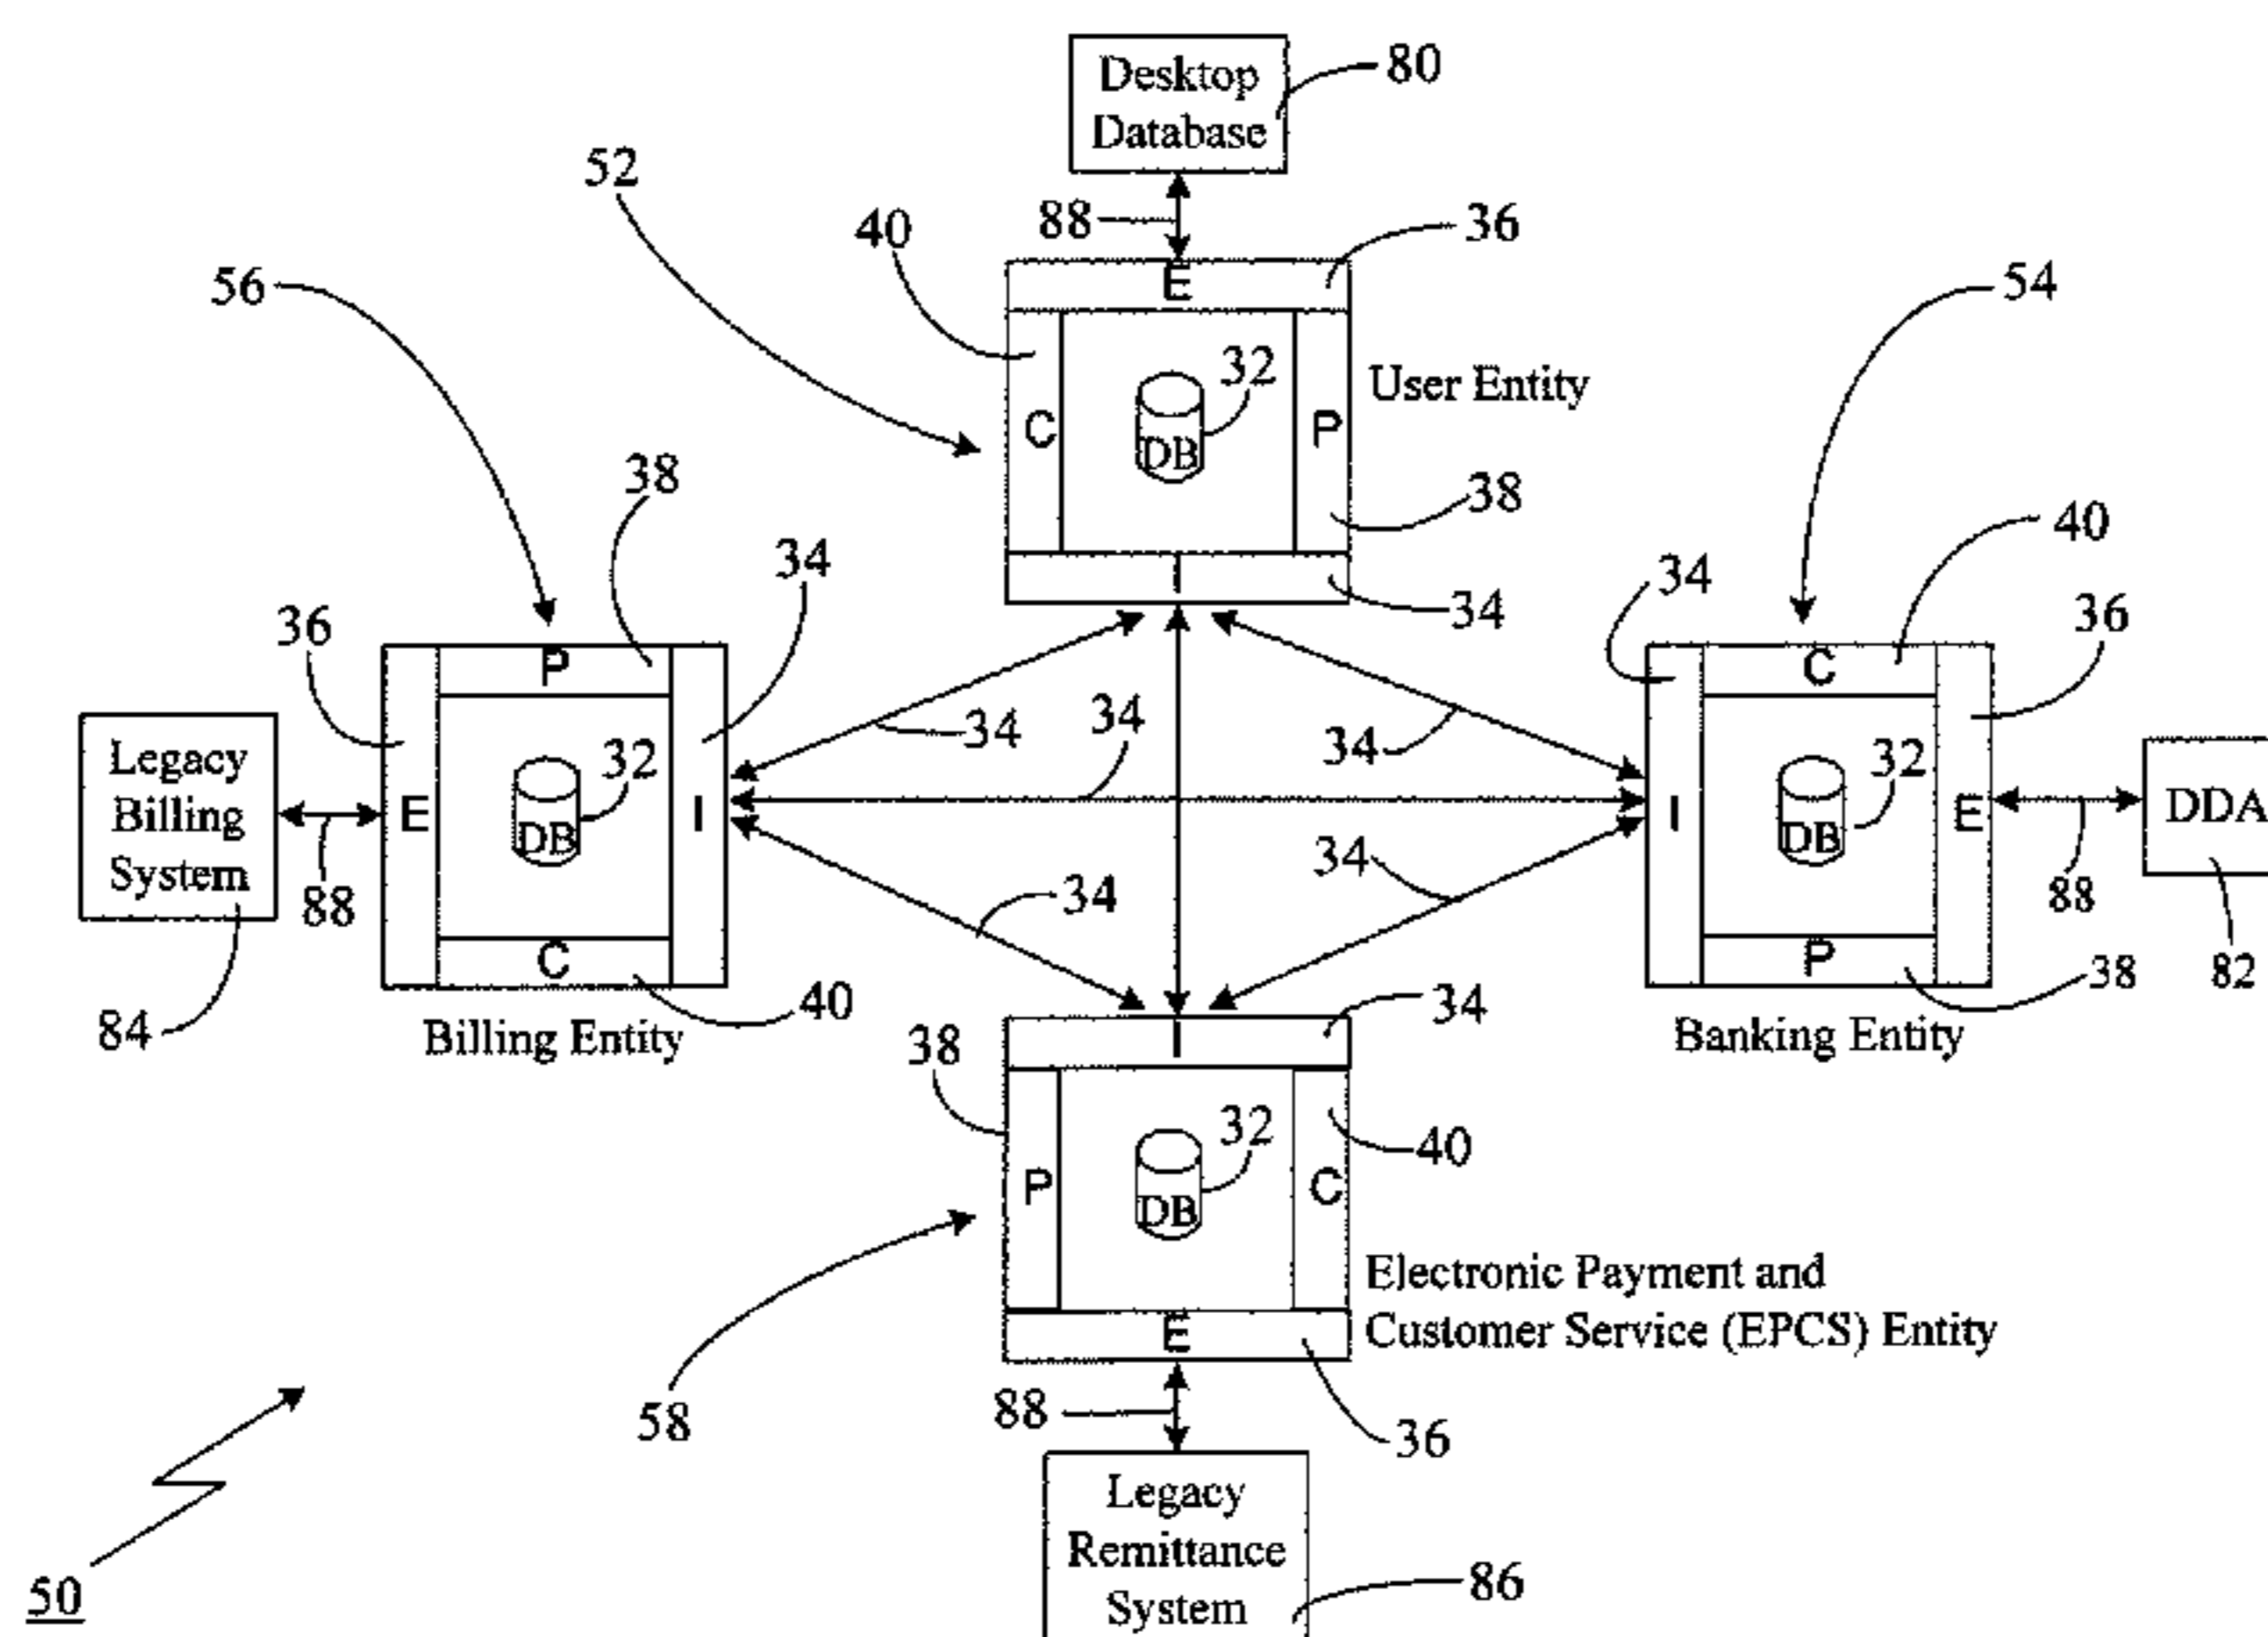 Desktop
Database
80
52
88
40
36
E
56
54
32
User Entity
C
DB
P
38
38
40
34
34
I
34
36
36
P
C
34
34
34
Legacy
Billing
System
32
32
DDA
E
DB
I
I
DB
E
88
34
34
88
C
P
84
40
38
82
Billing Entity
Banking Entity
38
I
34
32
40
P
DB
C
58
Electronic Payment and
Customer Service (EPCS) Entity
E
88
36
Legacy
Remittance
System
86
50